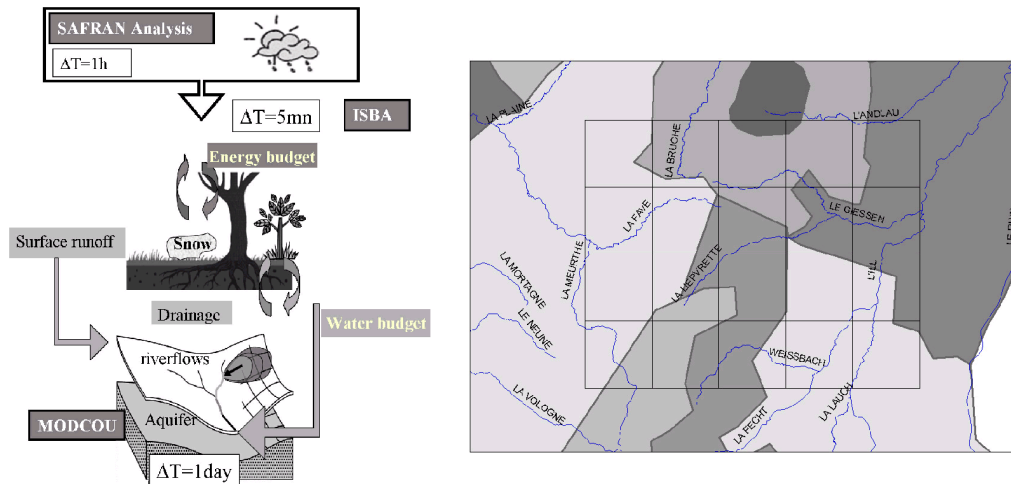 SAFRAN Analysis
ΔT=1h
ΔT=5mn
ISBA
Energy budget
Snow
Surface runoff
Drainage
Water budget
riverflows
MODCOU
Aquifer
ΔT=1day
LA PLAINE
LA BRUCHE
L'ANDLAU
LA FAVE
LE GIESSEN
LA MEURTHE
LA LIEPVRETTE
L'ILL
LA MORTAGNE
LE NEUNE
WEISSBACH
LA VOLOGNE
LA FECHT
LA LAUCH